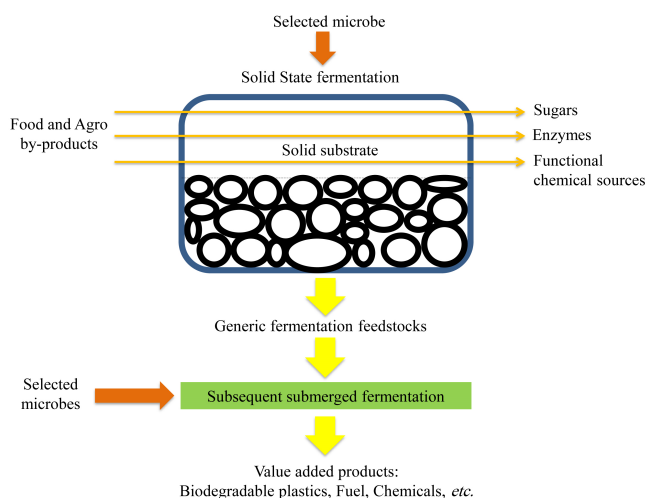 Selected microbe
Solid State fermentation
Food and Agro
by-products
Sugars
Enzymes
Solid substrate
Functional
chemical sources
Generic fermentation feedstocks
Selected
microbes
Subsequent submerged fermentation
Value added products:
Biodegradable plastics, Fuel, Chemicals, etc.